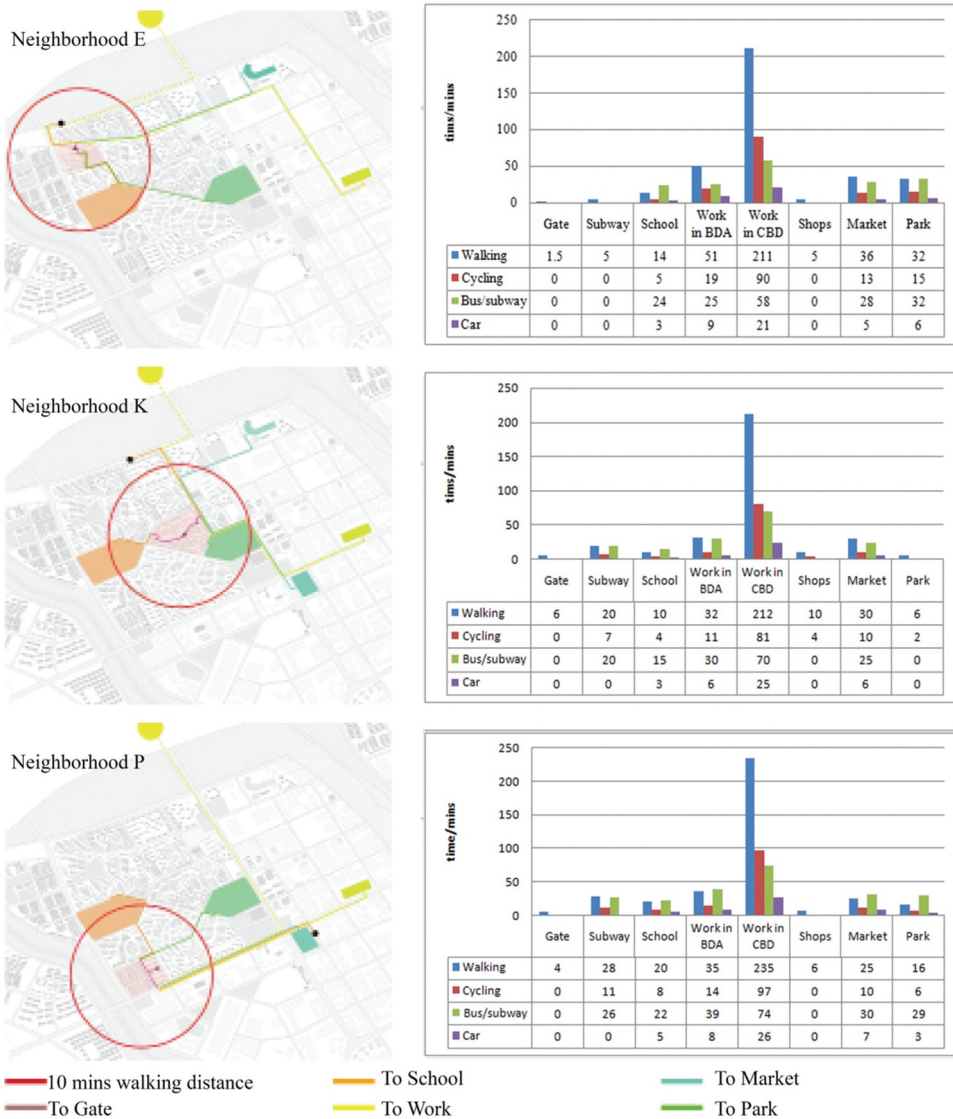 Neighborhood E
250
200
150
100
50
0
tims/mins
Gate Subway School Work in BDA Work in CBD Shops Market Park
Walking 1.5 5 14 51 211 5 36 32
Cycling 0 0 5 19 90 0 13 15
Bus/subway 0 0 24 25 58 0 28 32
Car 0 0 3 9 21 0 5 6
Neighborhood K
250
200
150
100
50
0
tims/mins
Gate Subway School Work in BDA Work in CBD Shops Market Park
Walking 6 20 10 32 212 10 30 6
Cycling 0 7 4 11 81 4 10 2
Bus/subway 0 20 15 30 70 0 25 0
Car 0 0 3 6 25 0 6 0
Neighborhood P
250
200
150
100
50
0
time/mins
Gate Subway School Work in BDA Work in CBD Shops Market Park
Walking 4 28 20 35 235 6 25 16
Cycling 0 11 8 14 97 0 10 6
Bus/subway 0 26 22 39 74 0 30 29
Car 0 0 5 8 26 0 7 3
10 mins walking distance To School To Market
To Gate To Work To Park